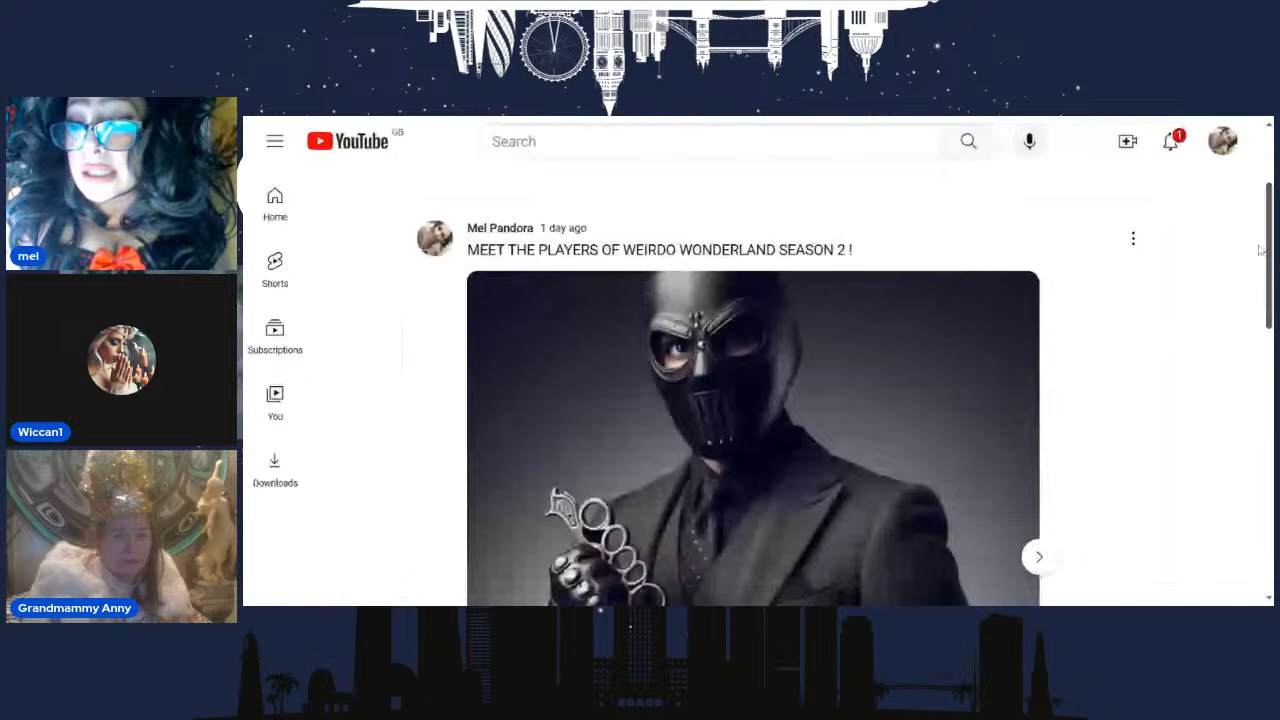 YouTube
GB
Search
1
Home
Shorts
Subscriptions
You
Downloads
Mel Pandora 1 day ago
MEET THE PLAYERS OF WEIRDO WONDERLAND SEASON 2 !
mel
Wiccan1
Grandmammy Anny